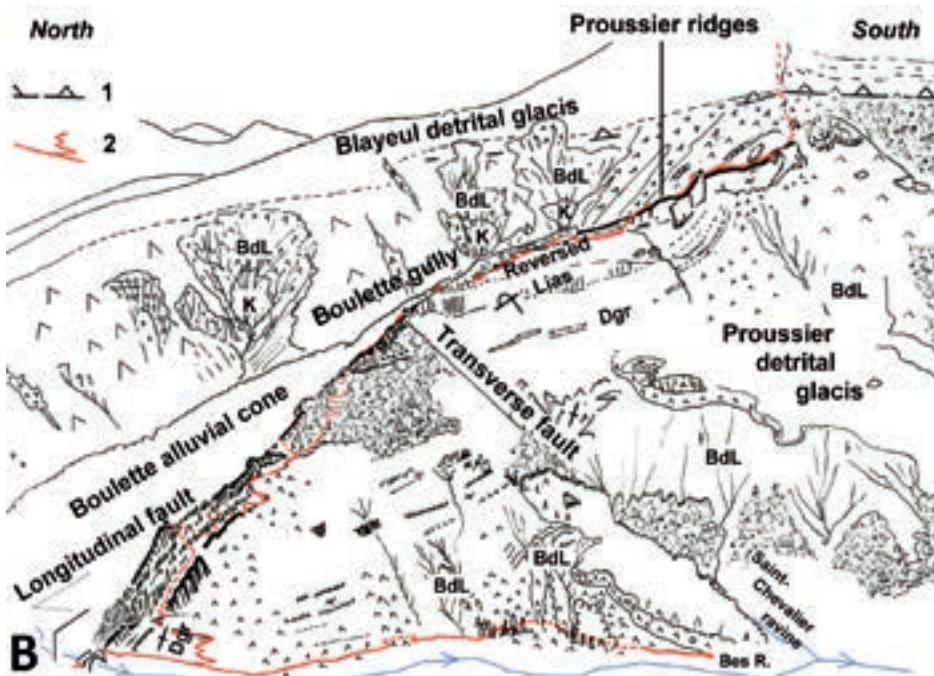 North
Proussier ridges
South
1
2
Blayeul detrital glacis
BdL
BdL
BdL
K
K
K
Boulette gully
Reversed
Lias
Dgr
BdL
Proussier
detrital
glacis
Transverse fault
Boulette alluvial cone
Longitudinal fault
BdL
BdL
BdL
Saint-
Chevalier
ravine
Dgr
B
Bes R.